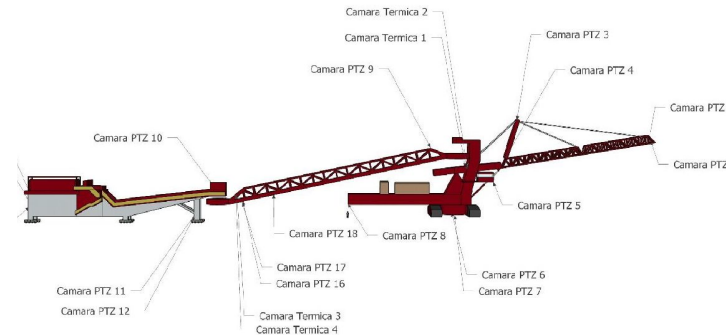 Camara Termica 2
Camara Termica 1
Camara PTZ 3
Camara PTZ 9
Camara PTZ 4
Camara PTZ
Camara PTZ 10
Camara PTZ
Camara PTZ 5
Camara PTZ 18
Camara PTZ 8
Camara PTZ 17
Camara PTZ 6
Camara PTZ 16
Camara PTZ 7
Camara PTZ 11
Camara PTZ 12
Camara Termica 3
Camara Termica 4